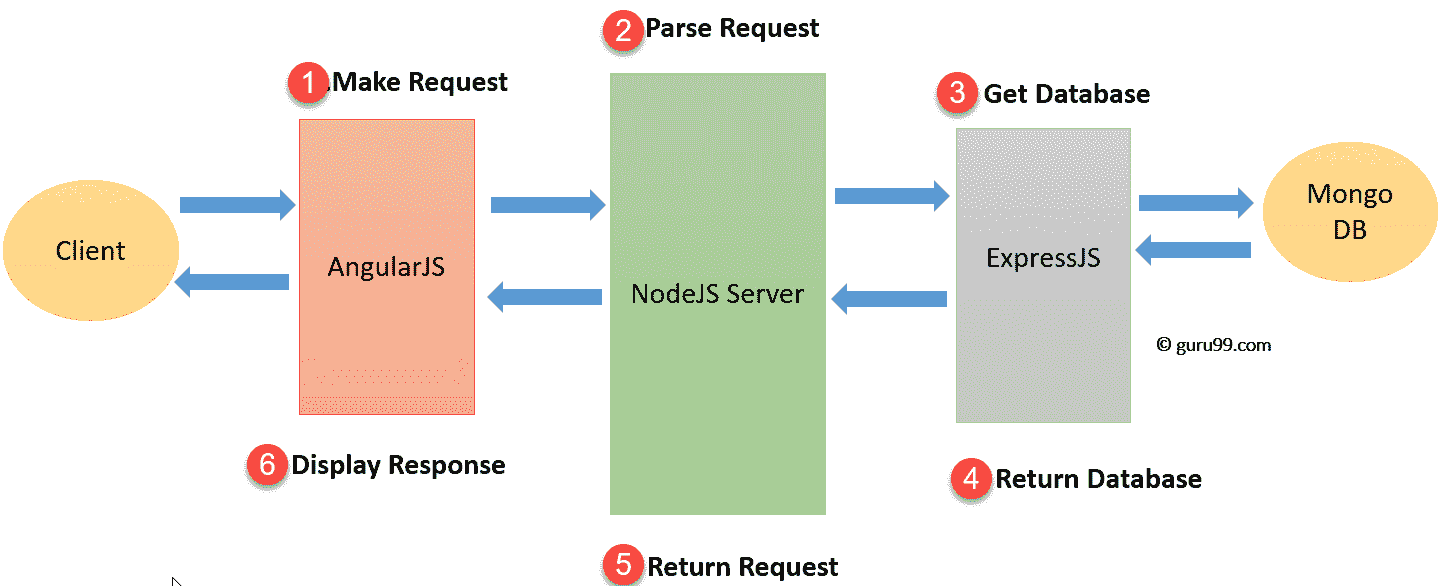 2 Parse Request
1 .Make Request
3 Get Database
Client
AngularJS
NodeJS Server
ExpressJS
Mongo
DB
© guru99.com
6 Display Response
4 Return Database
5 Return Request